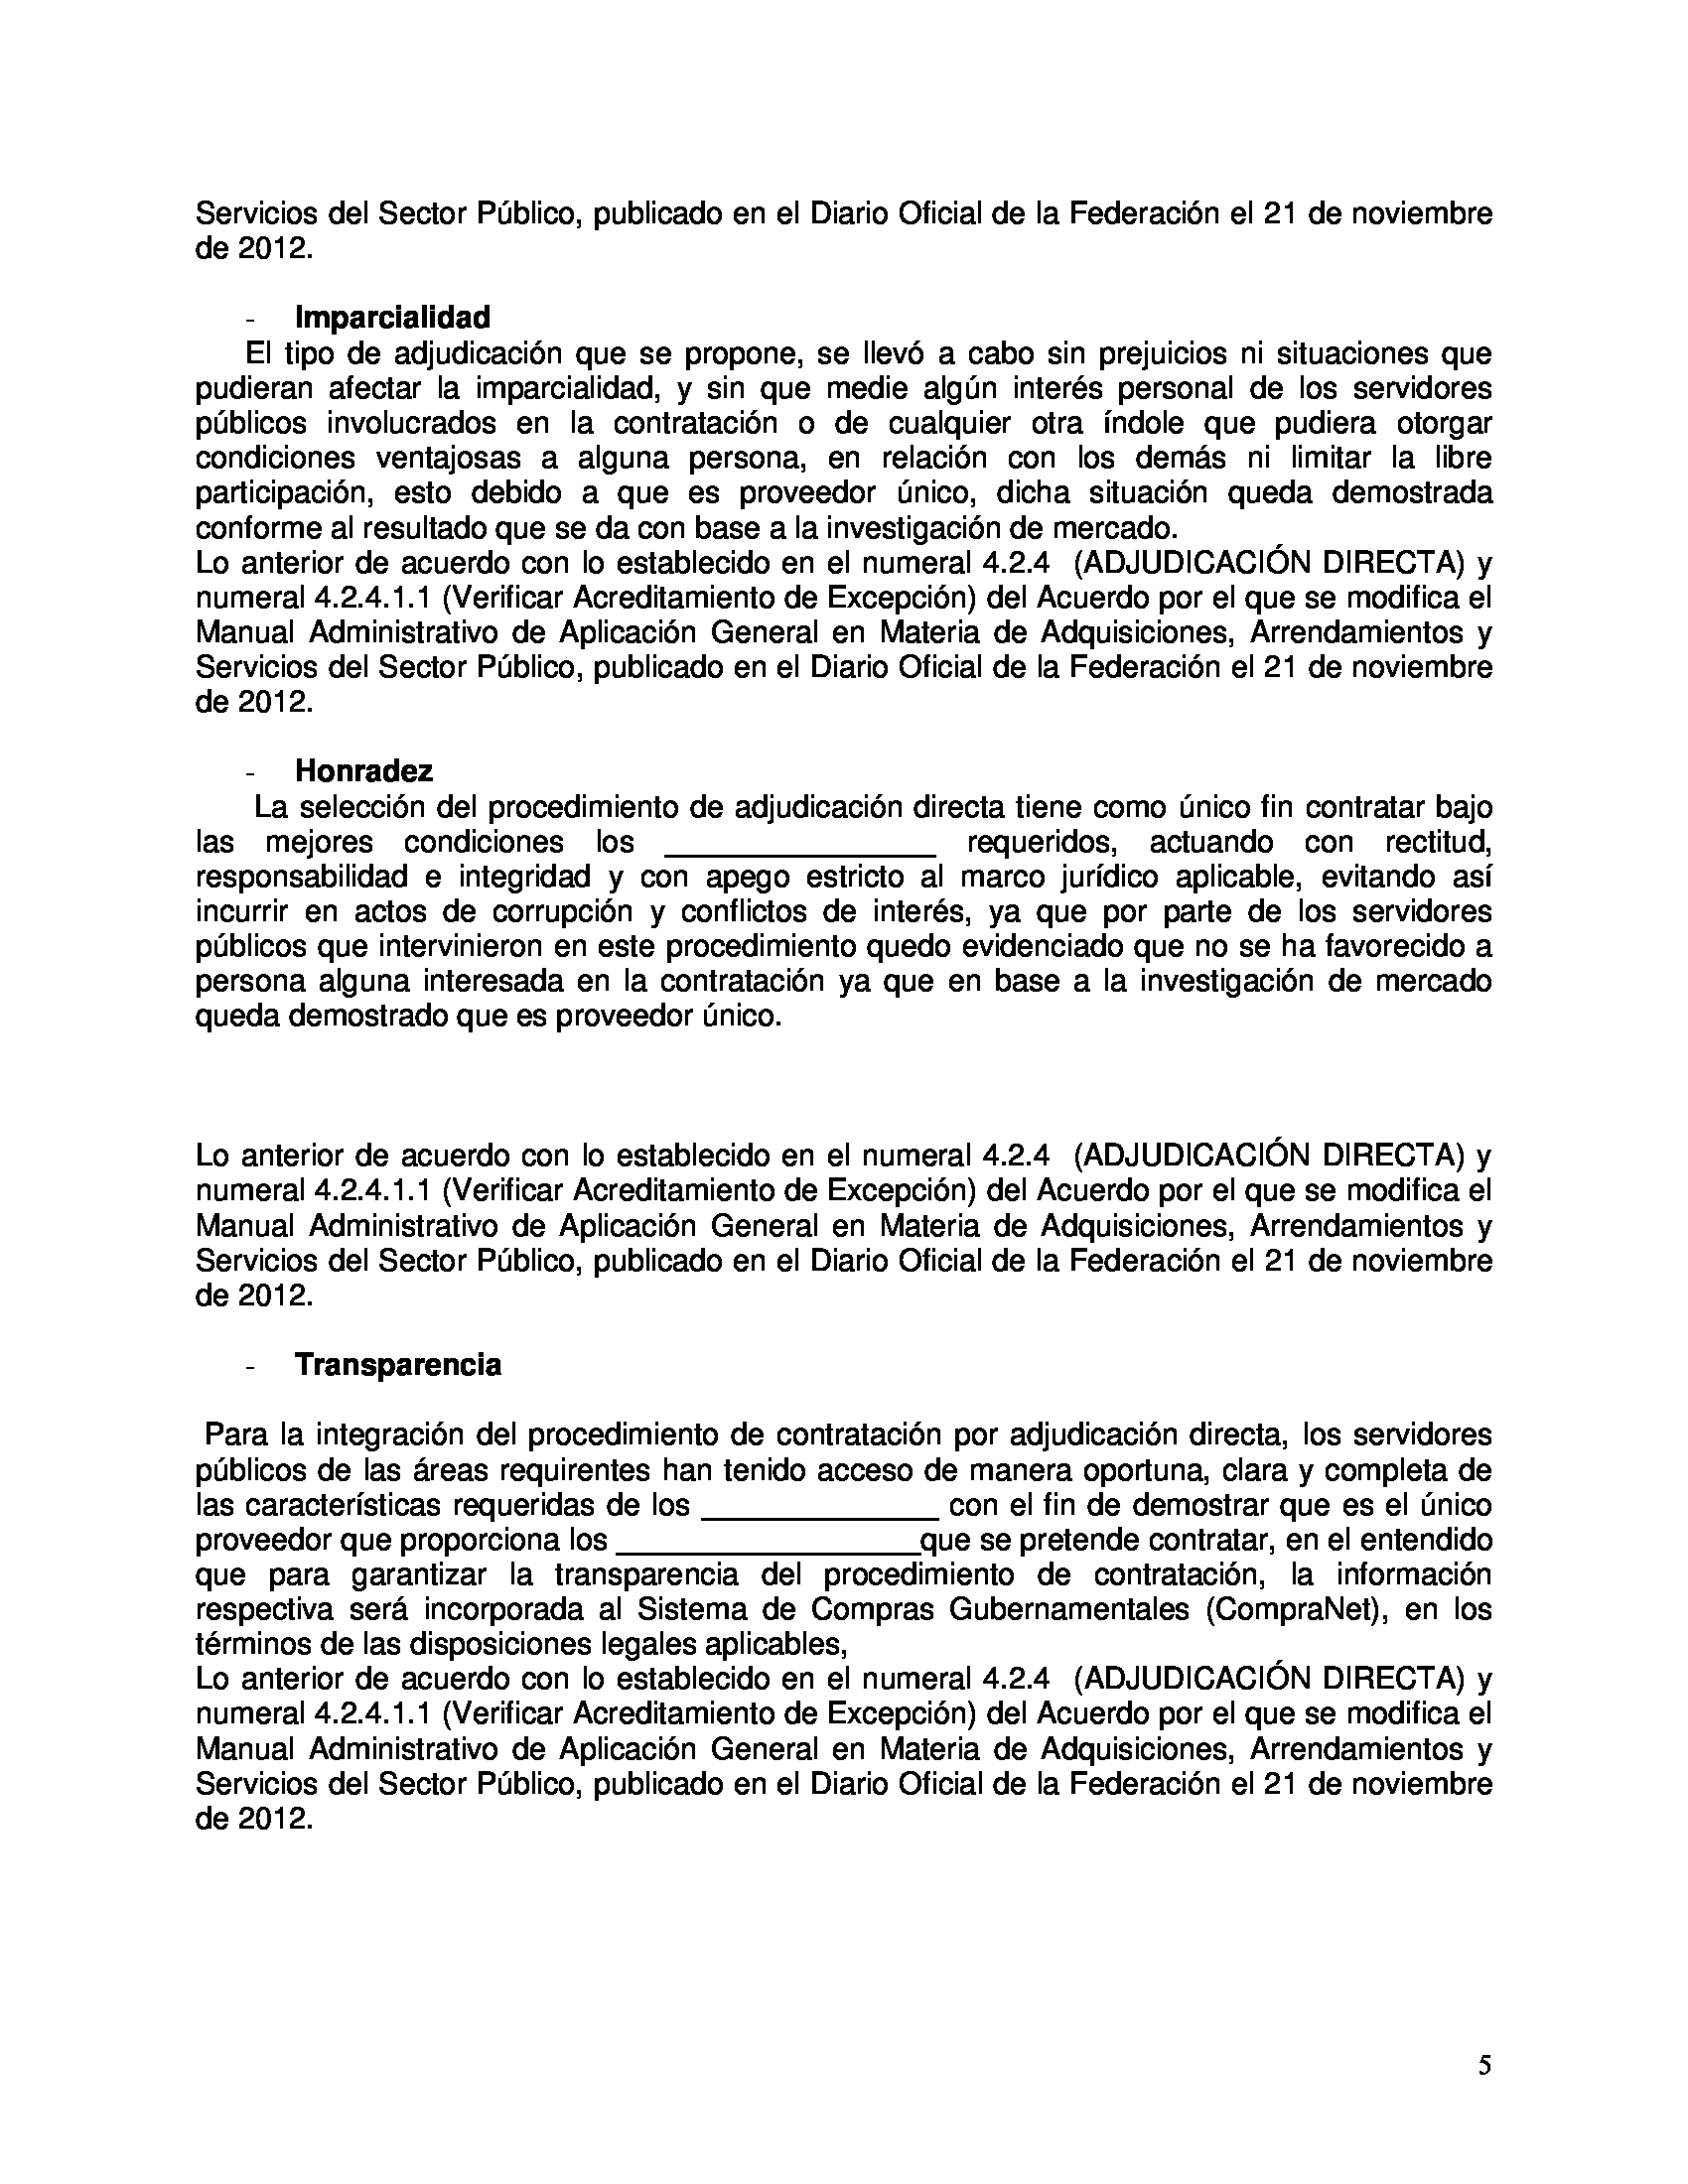 Servicios del Sector Público, publicado en el Diario Oficial de la Federación el 21 de noviembre
de 2012.
- Imparcialidad
El tipo de adjudicación que se propone, se llevó a cabo sin prejuicios ni situaciones que
pudieran afectar la imparcialidad, y sin que medie algún interés personal de los servidores
públicos involucrados en la contratación o de cualquier otra índole que pudiera otorgar
condiciones ventajosas a alguna persona, en relación con los demás ni limitar la libre
participación, esto debido a que es proveedor único, dicha situación queda demostrada
conforme al resultado que se da con base a la investigación de mercado.
Lo anterior de acuerdo con lo establecido en el numeral 4.2.4 (ADJUDICACIÓN DIRECTA) y
numeral 4.2.4.1.1 (Verificar Acreditamiento de Excepción) del Acuerdo por el que se modifica el
Manual Administrativo de Aplicación General en Materia de Adquisiciones, Arrendamientos y
Servicios del Sector Público, publicado en el Diario Oficial de la Federación el 21 de noviembre
de 2012.
- Honradez
La selección del procedimiento de adjudicación directa tiene como único fin contratar bajo
las mejores condiciones los ________________ requeridos, actuando con rectitud,
responsabilidad e integridad y con apego estricto al marco jurídico aplicable, evitando así
incurrir en actos de corrupción y conflictos de interés, ya que por parte de los servidores
públicos que intervinieron en este procedimiento quedo evidenciado que no se ha favorecido a
persona alguna interesada en la contratación ya que en base a la investigación de mercado
queda demostrado que es proveedor único.
Lo anterior de acuerdo con lo establecido en el numeral 4.2.4 (ADJUDICACIÓN DIRECTA) y
numeral 4.2.4.1.1 (Verificar Acreditamiento de Excepción) del Acuerdo por el que se modifica el
Manual Administrativo de Aplicación General en Materia de Adquisiciones, Arrendamientos y
Servicios del Sector Público, publicado en el Diario Oficial de la Federación el 21 de noviembre
de 2012.
- Transparencia
Para la integración del procedimiento de contratación por adjudicación directa, los servidores
públicos de las áreas requirentes han tenido acceso de manera oportuna, clara y completa de
las características requeridas de los ______________ con el fin de demostrar que es el único
proveedor que proporciona los __________________que se pretende contratar, en el entendido
que para garantizar la transparencia del procedimiento de contratación, la información
respectiva será incorporada al Sistema de Compras Gubernamentales (CompraNet), en los
términos de las disposiciones legales aplicables,
Lo anterior de acuerdo con lo establecido en el numeral 4.2.4 (ADJUDICACIÓN DIRECTA) y
numeral 4.2.4.1.1 (Verificar Acreditamiento de Excepción) del Acuerdo por el que se modifica el
Manual Administrativo de Aplicación General en Materia de Adquisiciones, Arrendamientos y
Servicios del Sector Público, publicado en el Diario Oficial de la Federación el 21 de noviembre
de 2012.
5